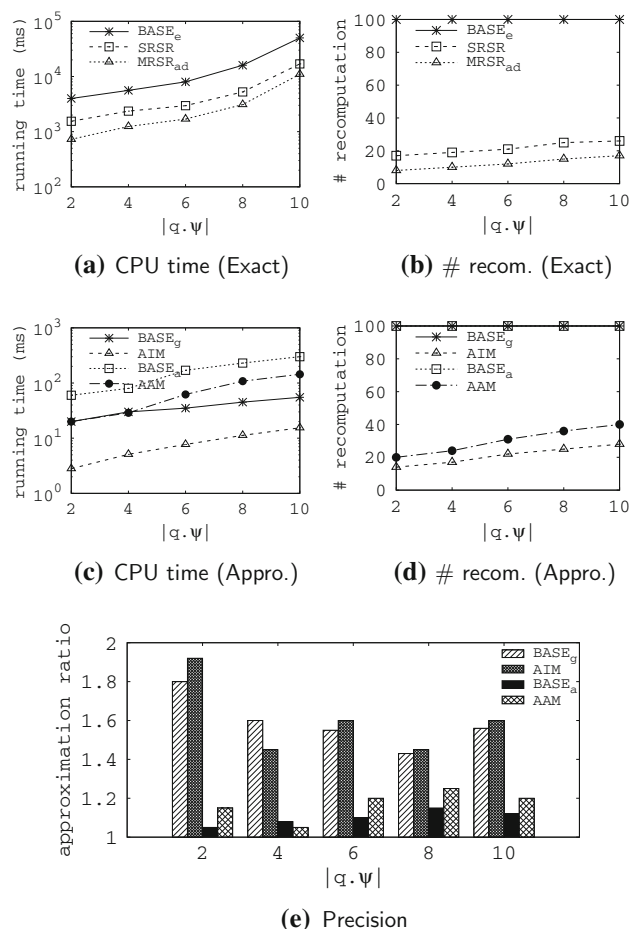 running time (ms)
10^5
10^4
10^3
10^2
BASE_e
SRSR
MRSR_ad
2 4 6 8 10
|q.ψ|
(a) CPU time (Exact)
# recomputation
100
80
60
40
20
0
BASE_e
SRSR
MRSR_ad
2 4 6 8 10
|q.ψ|
(b) # recom. (Exact)
running time (ms)
10^3
10^2
10^1
10^0
BASE_g
AIM
BASE_a
AAM
2 4 6 8 10
|q.ψ|
(c) CPU time (Appro.)
# recomputation
100
80
60
40
20
0
BASE_g
AIM
BASE_a
AAM
2 4 6 8 10
|q.ψ|
(d) # recom. (Appro.)
approximation ratio
2
1.8
1.6
1.4
1.2
1
BASE_g
AIM
BASE_a
AAM
2 4 6 8 10
|q.ψ|
(e) Precision